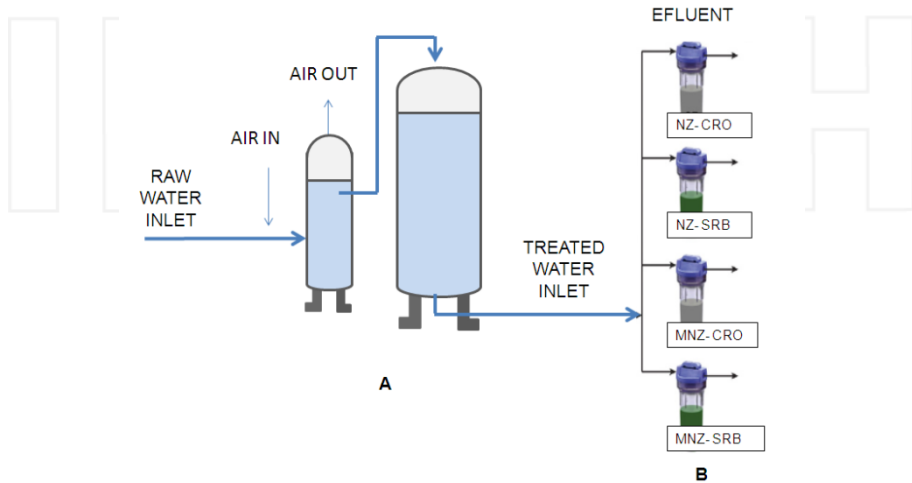 EFLUENT
AIR OUT
AIR IN
RAW
WATER
INLET
NZ-CRO
NZ-SRB
TREATED
WATER
INLET
MNZ-CRO
MNZ-SRB
A
B